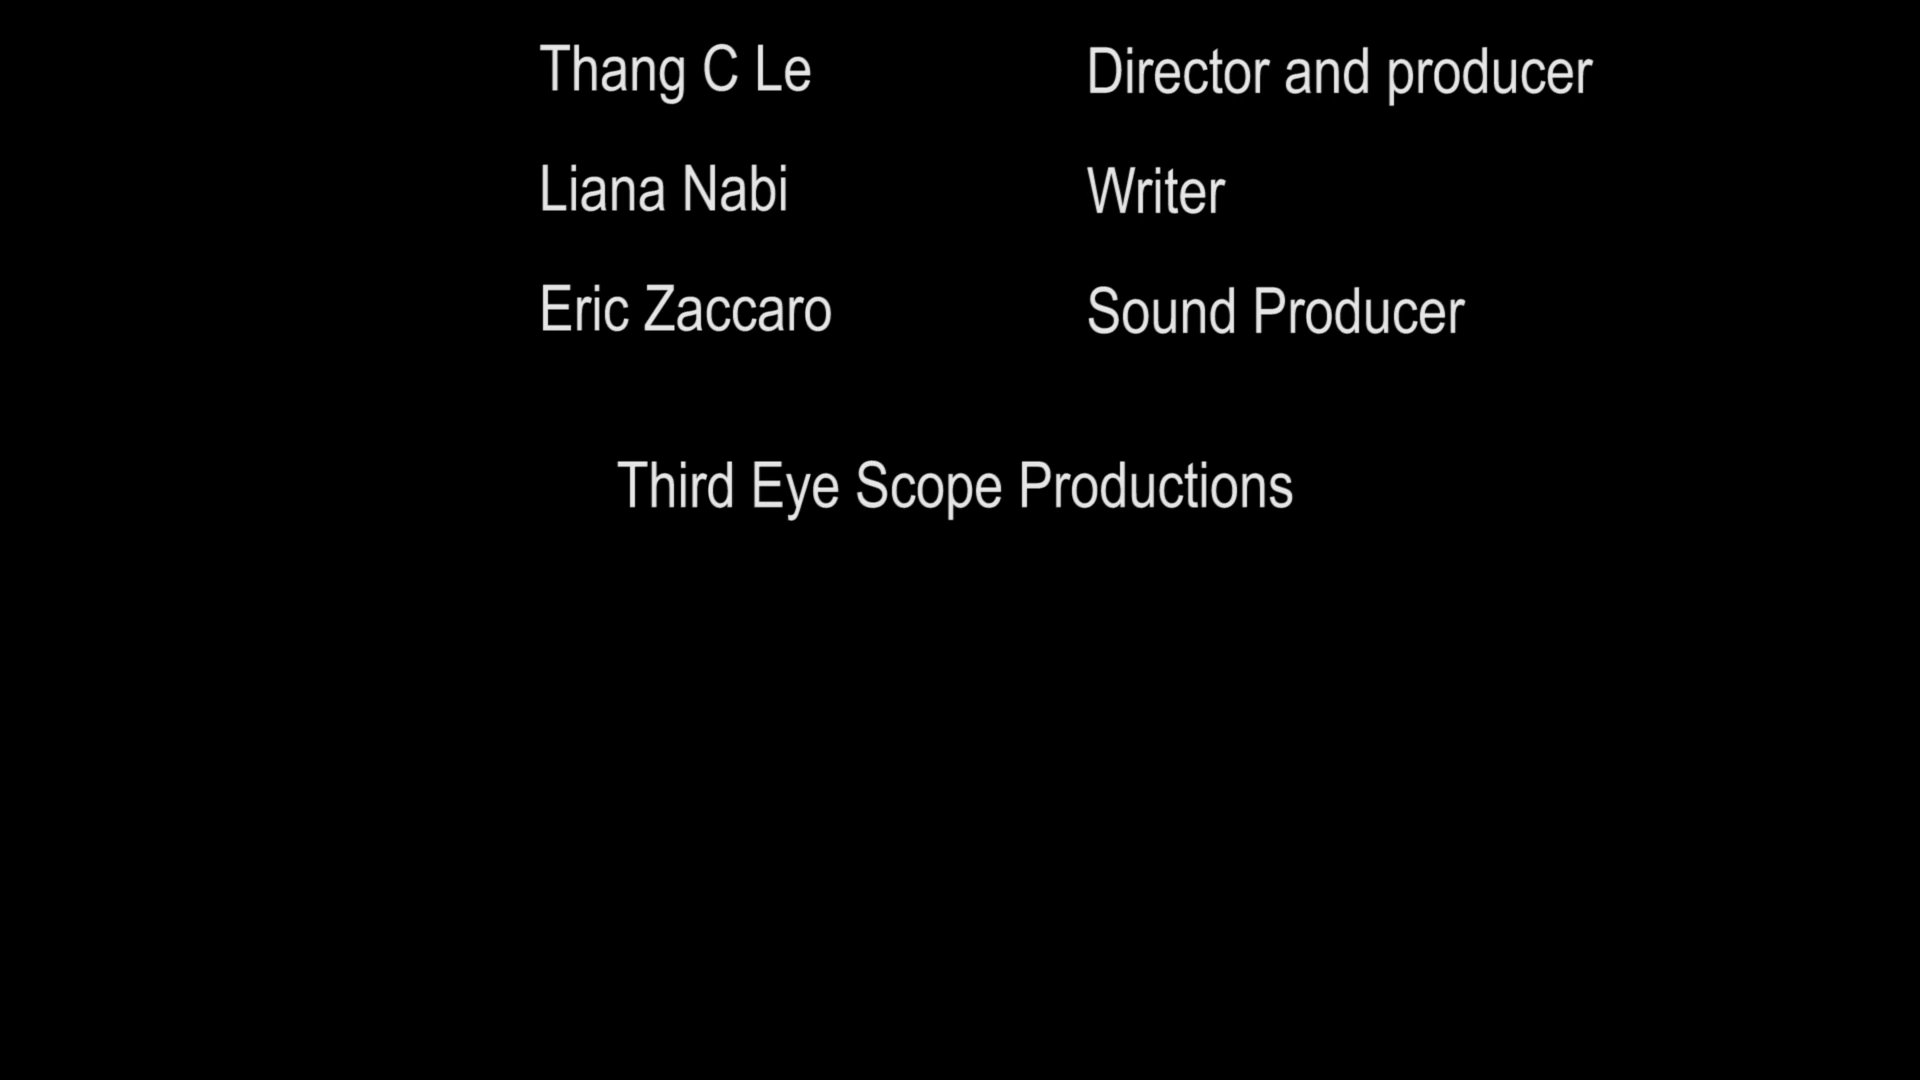 Thang C Le Director and producer
Liana Nabi Writer
Eric Zaccaro Sound Producer
Third Eye Scope Productions